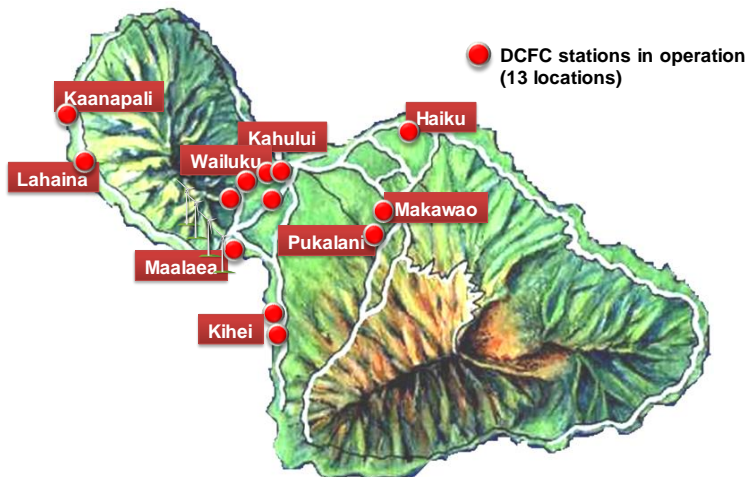 DCFC stations in operation
(13 locations)
Kaanapali
Haiku
Kahului
Wailuku
Lahaina
Makawao
Pukalani
Maalaea
Kihei